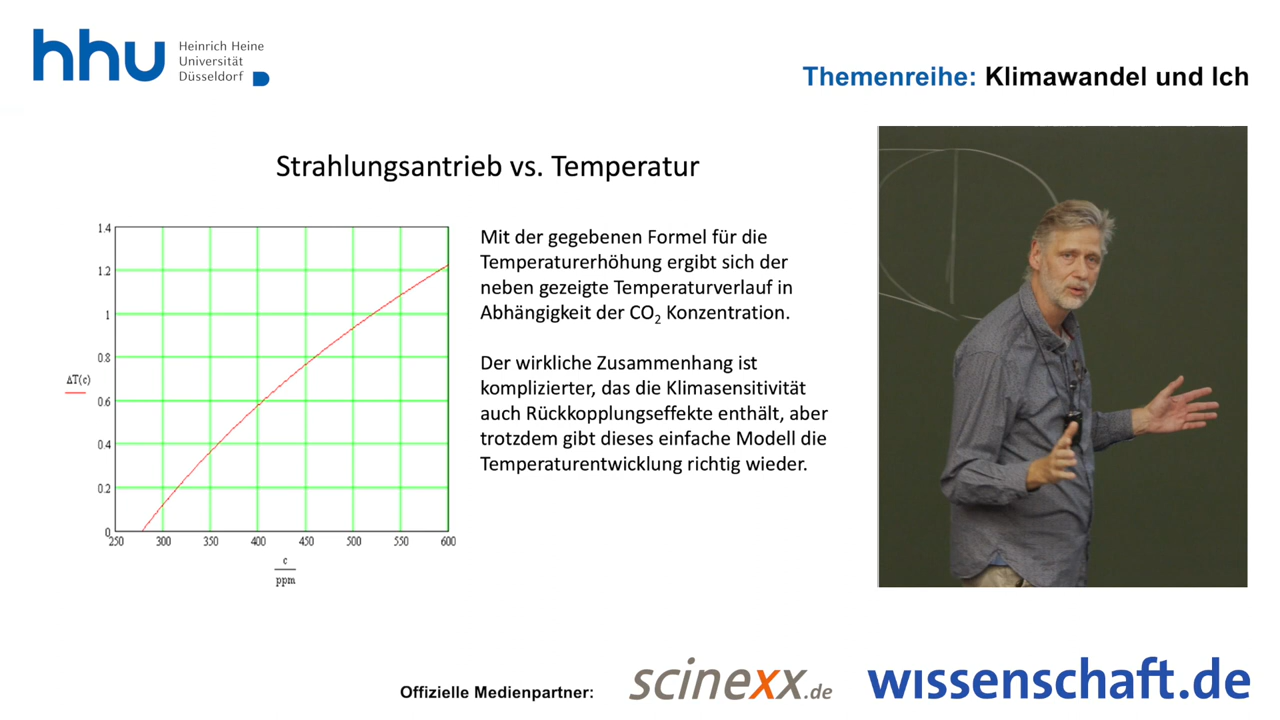 hhu
Heinrich Heine
Universität
Düsseldorf
Themenreihe: Klimawandel und Ich
Strahlungsantrieb vs. Temperatur
1.4
1.2
1
0.8
0.6
0.4
0.2
0
ΔT(c)
250 300 350 400 450 500 550 600
c
ppm
Mit der gegebenen Formel für die
Temperaturerhöhung ergibt sich der
neben gezeigte Temperaturverlauf in
Abhängigkeit der CO₂ Konzentration.
Der wirkliche Zusammenhang ist
komplizierter, das die Klimasensitivität
auch Rückkopplungseffekte enthält, aber
trotzdem gibt dieses einfache Modell die
Temperaturentwicklung richtig wieder.
Offizielle Medienpartner:
scinexx.de
wissenschaft.de